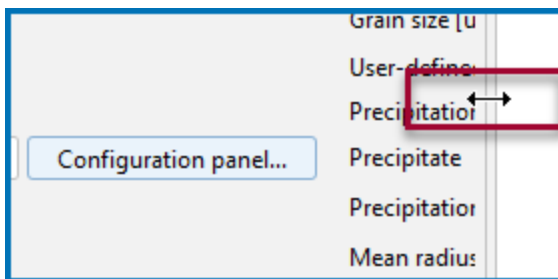 Grain size [u
User-define
Precipitation
Configuration panel...
Precipitate
Precipitation
Mean radius